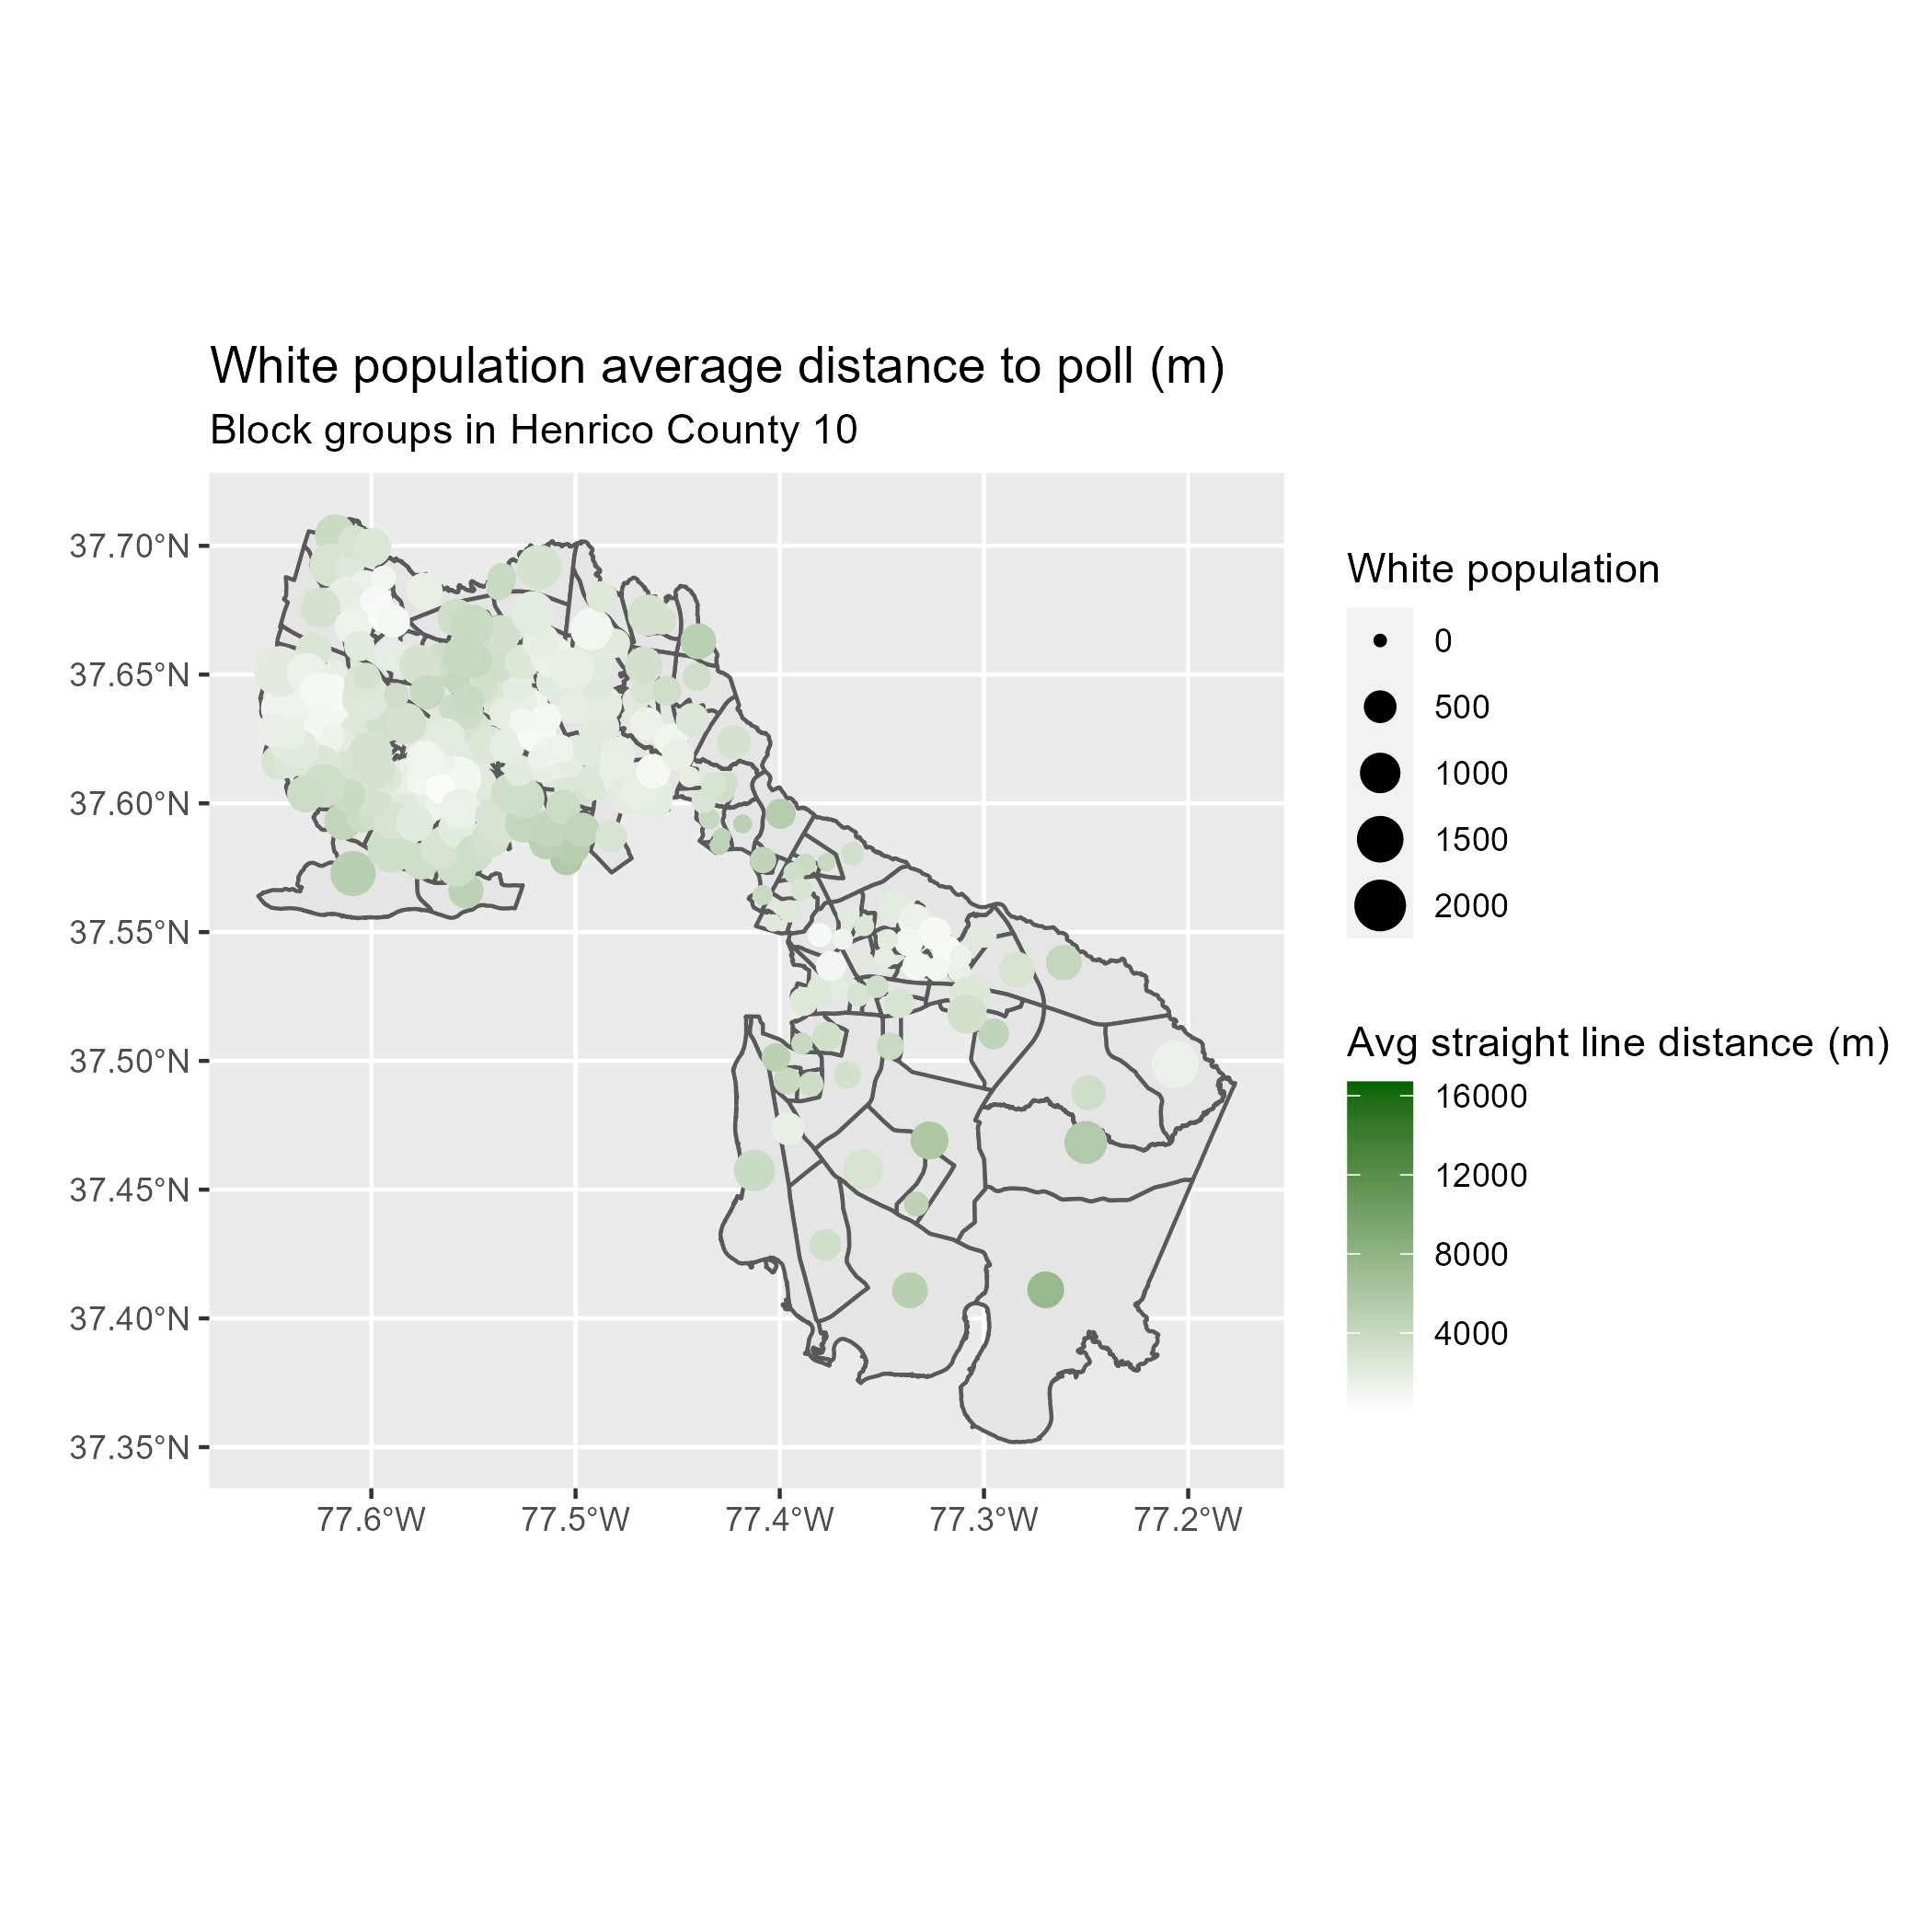 White population average distance to poll (m)
Block groups in Henrico County 10
37.70°N
37.65°N
37.60°N
37.55°N
37.50°N
37.45°N
37.40°N
37.35°N
77.6°W
77.5°W
77.4°W
77.3°W
77.2°W
White population
0
500
1000
1500
2000
Avg straight line distance (m)
16000
12000
8000
4000